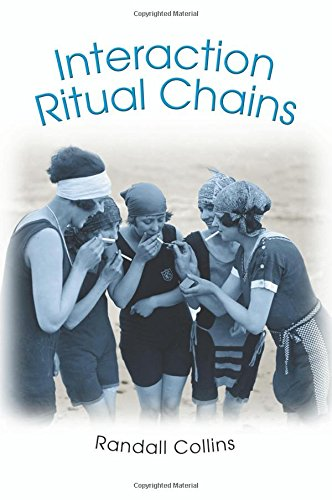 Copyrighted Material
Interaction
Ritual Chains
Randall Collins
Copyrighted Material